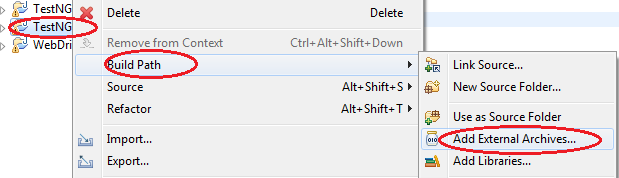 TestNG
TestNG
WebDri
Delete Delete
Remove from Context Ctrl+Alt+Shift+Down
Build Path
Source Alt+Shift+S
Refactor Alt+Shift+T
Import...
Export...
Link Source...
New Source Folder...
Use as Source Folder
010
Add External Archives...
Add Libraries...